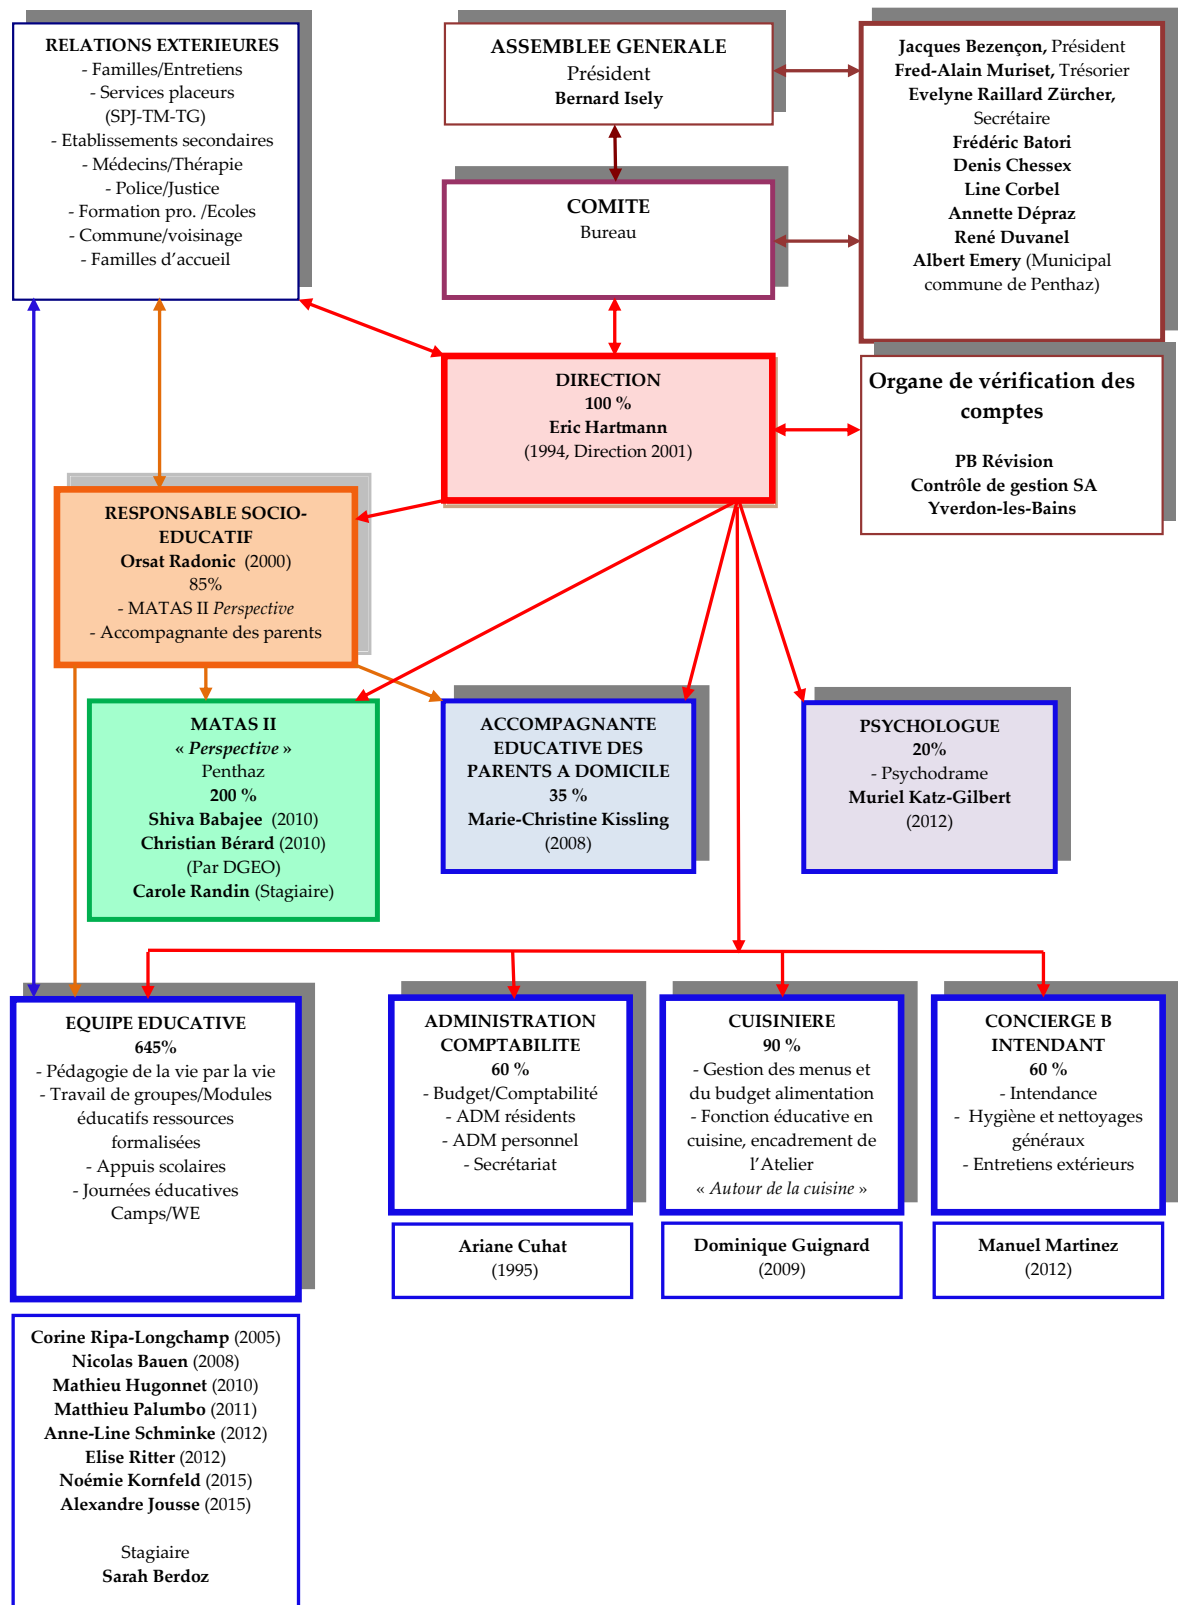 RELATIONS EXTERIEURES
- Familles/Entretiens
- Services placeurs
(SPJ-TM-TG)
- Etablissements secondaires
- Médecins/Thérapie
- Police/Justice
- Formation pro. /Ecoles
- Commune/voisinage
- Familles d’accueil
ASSEMBLEE GENERALE
Président
Bernard Isely
Jacques Bezençon, Président
Fred-Alain Muriset, Trésorier
Evelyne Raillard Zürcher,
Secrétaire
Frédéric Batori
Denis Chessex
Line Corbel
Annette Dépraz
René Duvanel
Albert Emery (Municipal
commune de Penthaz)
COMITE
Bureau
DIRECTION
100 %
Eric Hartmann
(1994, Direction 2001)
Organe de vérification des
comptes
PB Révision
Contrôle de gestion SA
Yverdon-les-Bains
RESPONSABLE SOCIO-
EDUCATIF
Orsat Radonic (2000)
85%
- MATAS II Perspective
- Accompagnante des parents
MATAS II
« Perspective »
Penthaz
200 %
Shiva Babajee (2010)
Christian Bérard (2010)
(Par DGEO)
Carole Randin (Stagiaire)
ACCOMPAGNANTE
EDUCATIVE DES
PARENTS A DOMICILE
35 %
Marie-Christine Kissling
(2008)
PSYCHOLOGUE
20%
- Psychodrame
Muriel Katz-Gilbert
(2012)
EQUIPE EDUCATIVE
645%
- Pédagogie de la vie par la vie
- Travail de groupes/Modules
éducatifs ressources
formalisées
- Appuis scolaires
- Journées éducatives
Camps/WE
ADMINISTRATION
COMPTABILITE
60 %
- Budget/Comptabilité
- ADM résidents
- ADM personnel
- Secrétariat
CUISINIERE
90 %
- Gestion des menus et
du budget alimentation
- Fonction éducative en
cuisine, encadrement de
l’Atelier
« Autour de la cuisine »
CONCIERGE B
INTENDANT
60 %
- Intendance
- Hygiène et nettoyages
généraux
- Entretiens extérieurs
Ariane Cuhat
(1995)
Dominique Guignard
(2009)
Manuel Martinez
(2012)
Corine Ripa-Longchamp (2005)
Nicolas Bauen (2008)
Mathieu Hugonnet (2010)
Matthieu Palumbo (2011)
Anne-Line Schminke (2012)
Elise Ritter (2012)
Noémie Kornfeld (2015)
Alexandre Jousse (2015)
Stagiaire
Sarah Berdoz